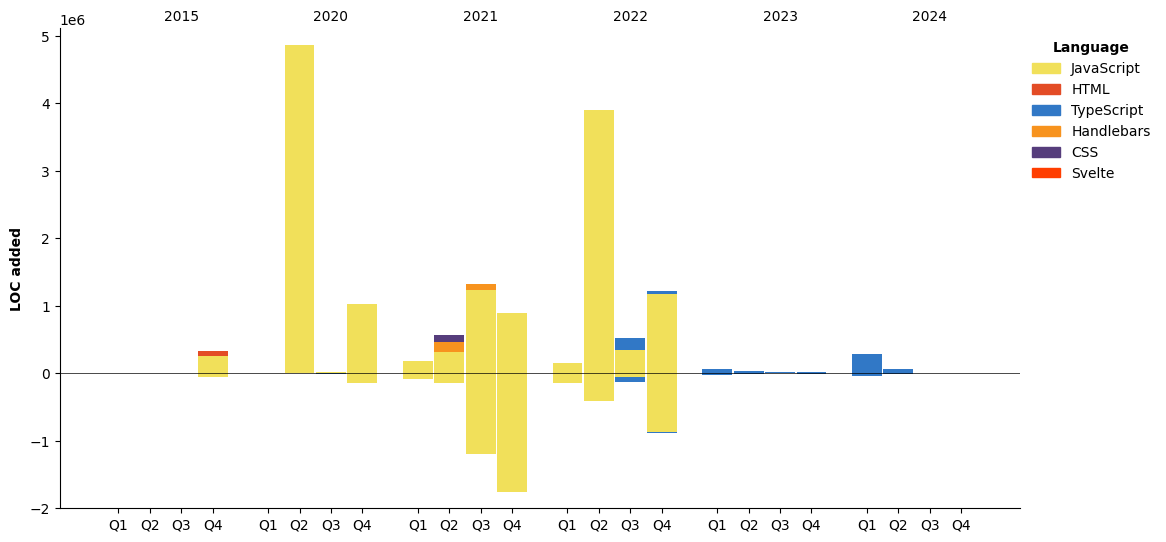 1e6
2015 2020 2021 2022 2023 2024
Language
JavaScript
HTML
TypeScript
Handlebars
CSS
Svelte
LOC added
5
4
3
2
1
0
−1
−2
Q1 Q2 Q3 Q4 Q1 Q2 Q3 Q4 Q1 Q2 Q3 Q4 Q1 Q2 Q3 Q4 Q1 Q2 Q3 Q4 Q1 Q2 Q3 Q4